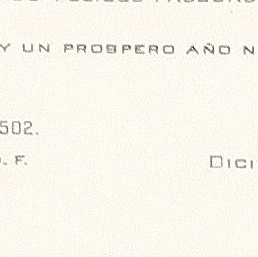 Y UN PROSPERO AÑO N
502.
. F. DICI